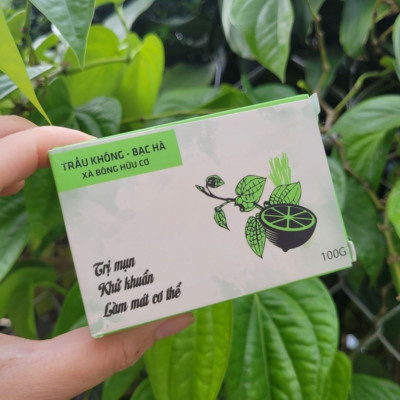 TRẦU KHÔNG - BẠC HÀ
XÀ BÔNG HỮU CƠ
Trị mụn
Khử khuẩn
Làm mát cơ thể
100G